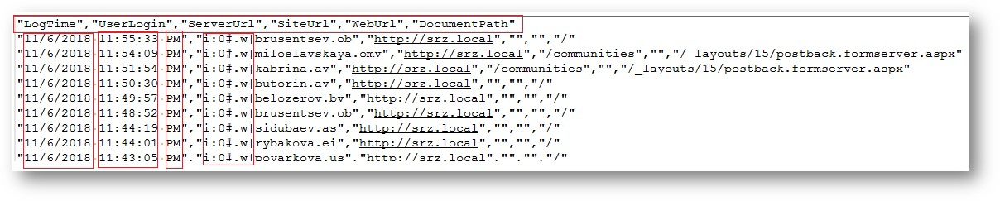 "LogTime","UserLogin","ServerUrl","SiteUrl","WebUrl","DocumentPath"
"11/6/2018 11:55:33 PM","i:0#.w|brusentsev.ob","http://srz.local","","","/"
"11/6/2018 11:54:09 PM","i:0#.w|miloslavskaya.omv","http://srz.local","/communities","","/_layouts/15/postback.formserver.aspx"
"11/6/2018 11:51:54 PM","i:0#.w|kabrina.av","http://srz.local","/communities","","/_layouts/15/postback.formserver.aspx"
"11/6/2018 11:50:30 PM","i:0#.w|butorin.av","http://srz.local","","","/"
"11/6/2018 11:49:57 PM","i:0#.w|belozerov.bv","http://srz.local","","","/"
"11/6/2018 11:48:52 PM","i:0#.w|brusentsev.ob","http://srz.local","","","/"
"11/6/2018 11:44:19 PM","i:0#.w|sidubaev.as","http://srz.local","","","/"
"11/6/2018 11:44:01 PM","i:0#.w|rybakova.ei","http://srz.local","","","/"
"11/6/2018 11:43:05 PM","i:0#.w|povarkova.us","http://srz.local","","","/"